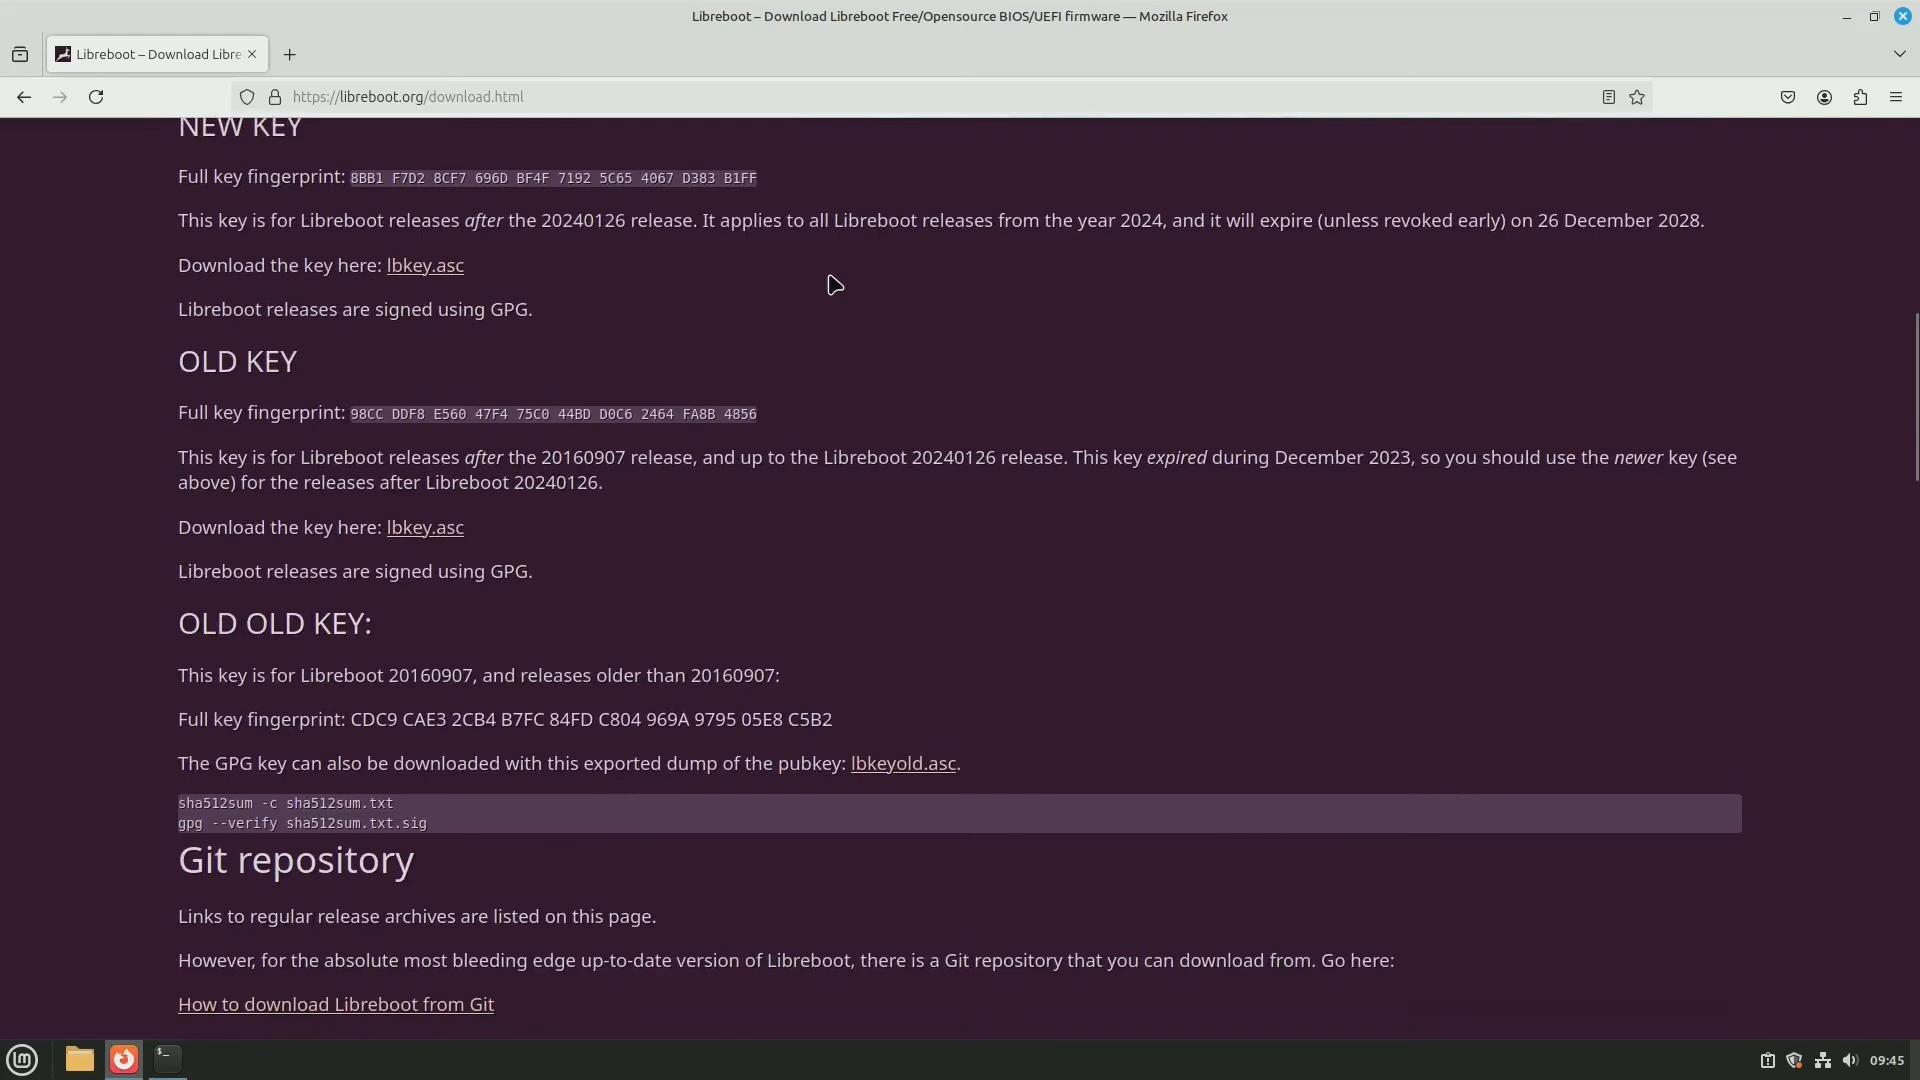 Libreboot – Download Libreboot Free/Opensource BIOS/UEFI firmware — Mozilla Firefox
Libreboot – Download Libre
https://libreboot.org/download.html
NEW KEY
Full key fingerprint: 8BB1 F7D2 8CF7 696D BF4F 7192 5C65 4067 D383 B1FF
This key is for Libreboot releases after the 20240126 release. It applies to all Libreboot releases from the year 2024, and it will expire (unless revoked early) on 26 December 2028.
Download the key here: lbkey.asc
Libreboot releases are signed using GPG.
OLD KEY
Full key fingerprint: 98CC DDF8 E560 47F4 75C0 44BD D0C6 2464 FA8B 4856
This key is for Libreboot releases after the 20160907 release, and up to the Libreboot 20240126 release. This key expired during December 2023, so you should use the newer key (see
above) for the releases after Libreboot 20240126.
Download the key here: lbkey.asc
Libreboot releases are signed using GPG.
OLD OLD KEY:
This key is for Libreboot 20160907, and releases older than 20160907:
Full key fingerprint: CDC9 CAE3 2CB4 B7FC 84FD C804 969A 9795 05E8 C5B2
The GPG key can also be downloaded with this exported dump of the pubkey: lbkeyold.asc.
sha512sum -c sha512sum.txt
gpg --verify sha512sum.txt.sig
Git repository
Links to regular release archives are listed on this page.
However, for the absolute most bleeding edge up-to-date version of Libreboot, there is a Git repository that you can download from. Go here:
How to download Libreboot from Git
09:45